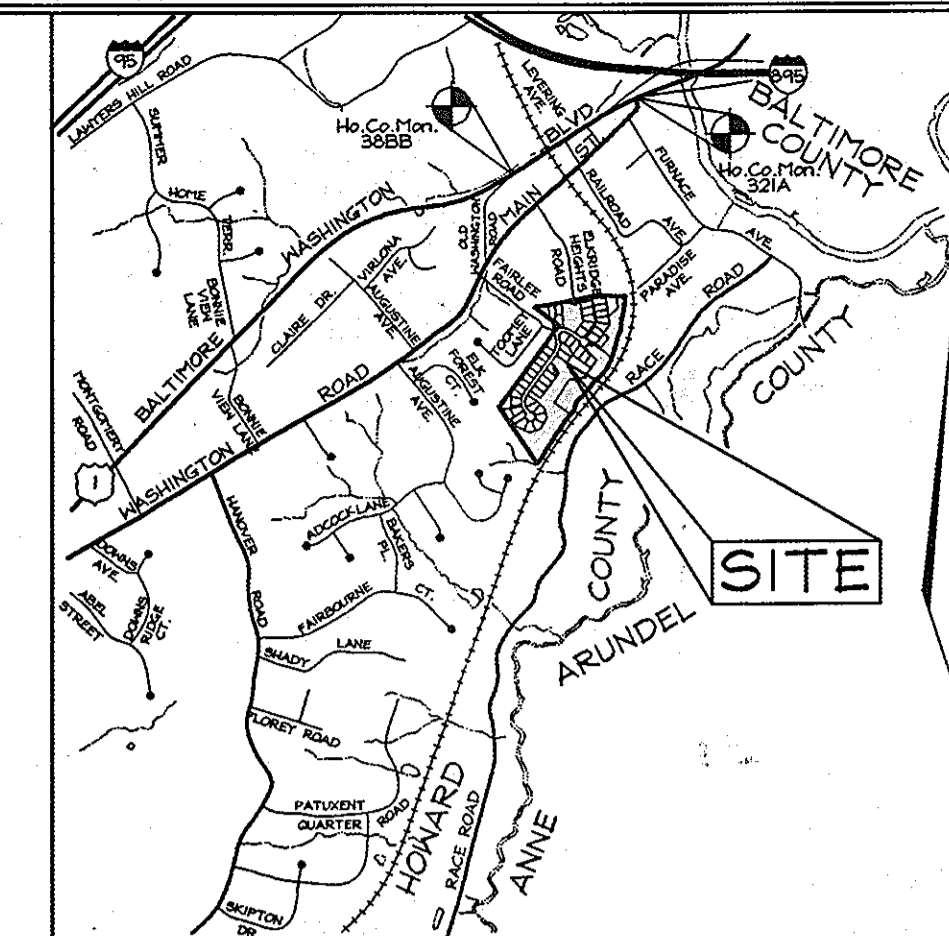 95
LAWYERS HILL ROAD
SUMMER
HOME
TERR.
BONNIE
VIEW
LANE
Ho.Co.Mon.
38BB
LEVERING
AVE.
895
BALTIMORE
COUNTY
Ho.Co.Mon.
321A
BALTIMORE
WASHINGTON
BLVD
MAIN
ST.
OLD
WASHINGTON
ROAD
RAILROAD
AVE.
FURNACE
AVE.
PARADISE
AVE.
RACE
ROAD
ELKRIDGE
HEIGHTS
ROAD
FAIRLEE
ROAD
TOOMEY
LANE
ELK
FOREST
CT.
CLAIRE DR.
VIRLONA
AVE.
AUGUSTINE
AVE.
AUGUSTINE
AVE.
MONTGOMERY
ROAD
1
BONNIE
VIEW LANE
WASHINGTON
ROAD
COUNTY
SITE
HANOVER
ROAD
ADCOCK LANE
BAKERS
PL.
FAIRBOURNE
CT.
SHADY
LANE
DOWNS
AVE.
ABEL
STREET
DOWNS
RIDGE
CT.
FLOREY ROAD
PATUXENT
QUARTER
ROAD
SKIPTON
DR
HOWARD
COUNTY
RACE ROAD
ANNE
ARUNDEL